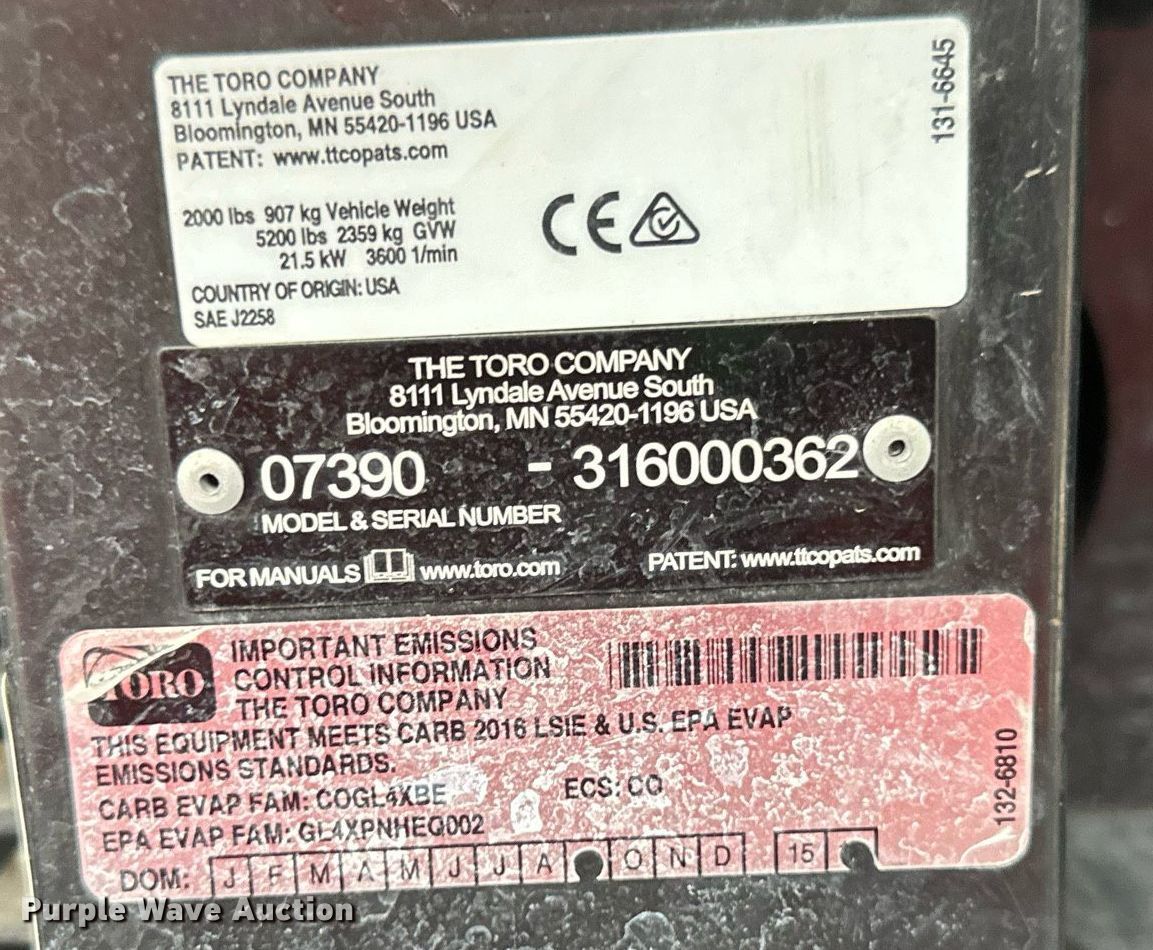 THE TORO COMPANY
8111 Lyndale Avenue South
Bloomington, MN 55420-1196 USA
PATENT: www.ttcopats.com
131-6645
2000 lbs 907 kg Vehicle Weight
5200 lbs 2359 kg GVW
21.5 kW 3600 1/min
CE
COUNTRY OF ORIGIN: USA
SAE J2258
THE TORO COMPANY
8111 Lyndale Avenue South
Bloomington, MN 55420-1196 USA
07390 - 316000362
MODEL & SERIAL NUMBER
FOR MANUALS www.toro.com
PATENT: www.ttcopats.com
TORO
IMPORTANT EMISSIONS
CONTROL INFORMATION
THE TORO COMPANY
THIS EQUIPMENT MEETS CARB 2016 LSIE & U.S. EPA EVAP
EMISSIONS STANDARDS.
CARB EVAP FAM: COGL4XBE
ECS: CO
EPA EVAP FAM: GL4XPNHEQ002
132-6810
DOM: J F M A M J J A O N D 15
Purple Wave Auction